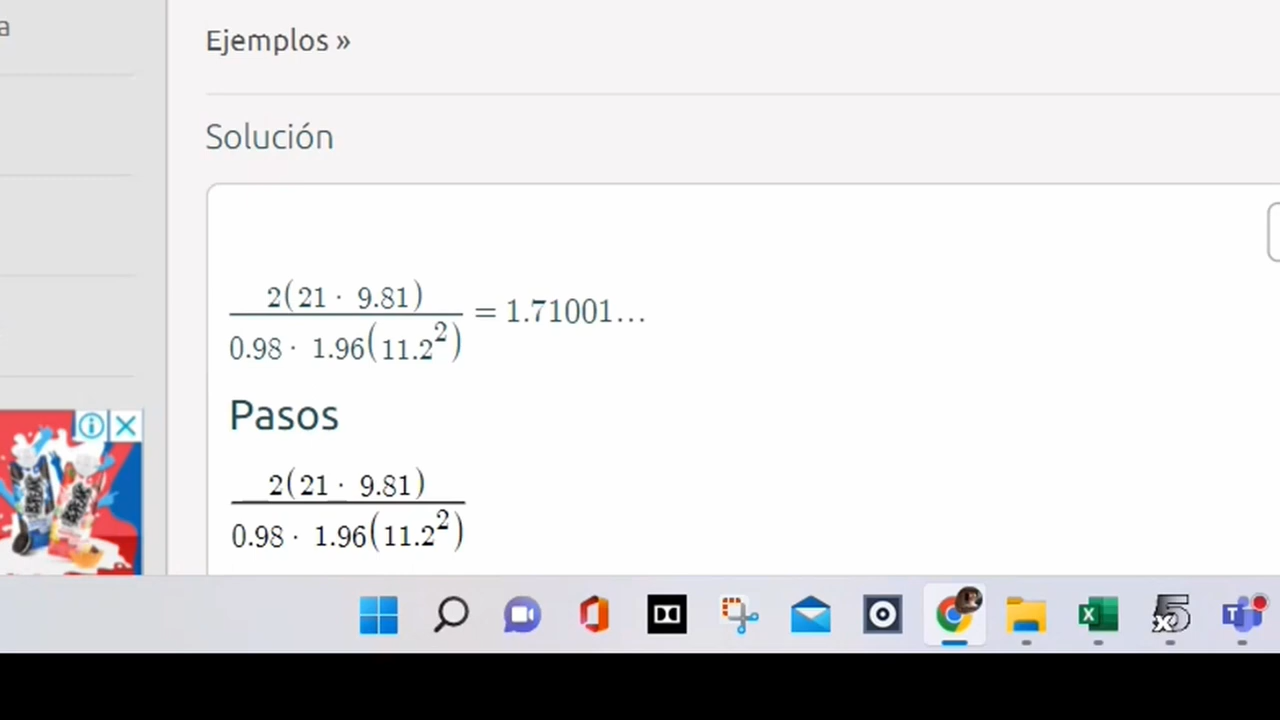 a
Ejemplos »
Solución
2(21 · 9.81)
0.98 · 1.96(11.2²) = 1.71001...
Pasos
2(21 · 9.81)
0.98 · 1.96(11.2²)